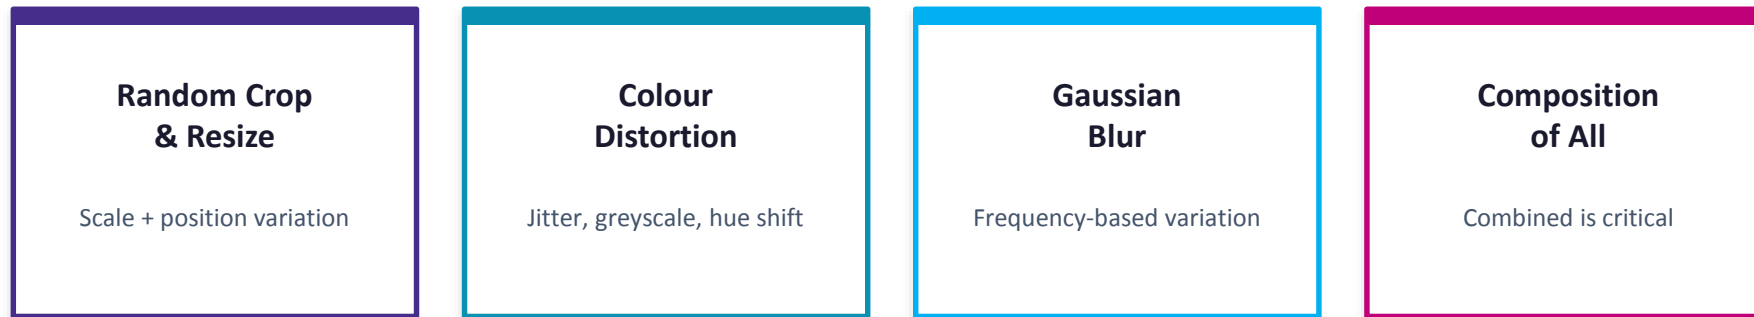 Random Crop
& Resize
Scale + position variation
Colour
Distortion
Jitter, greyscale, hue shift
Gaussian
Blur
Frequency-based variation
Composition
of All
Combined is critical